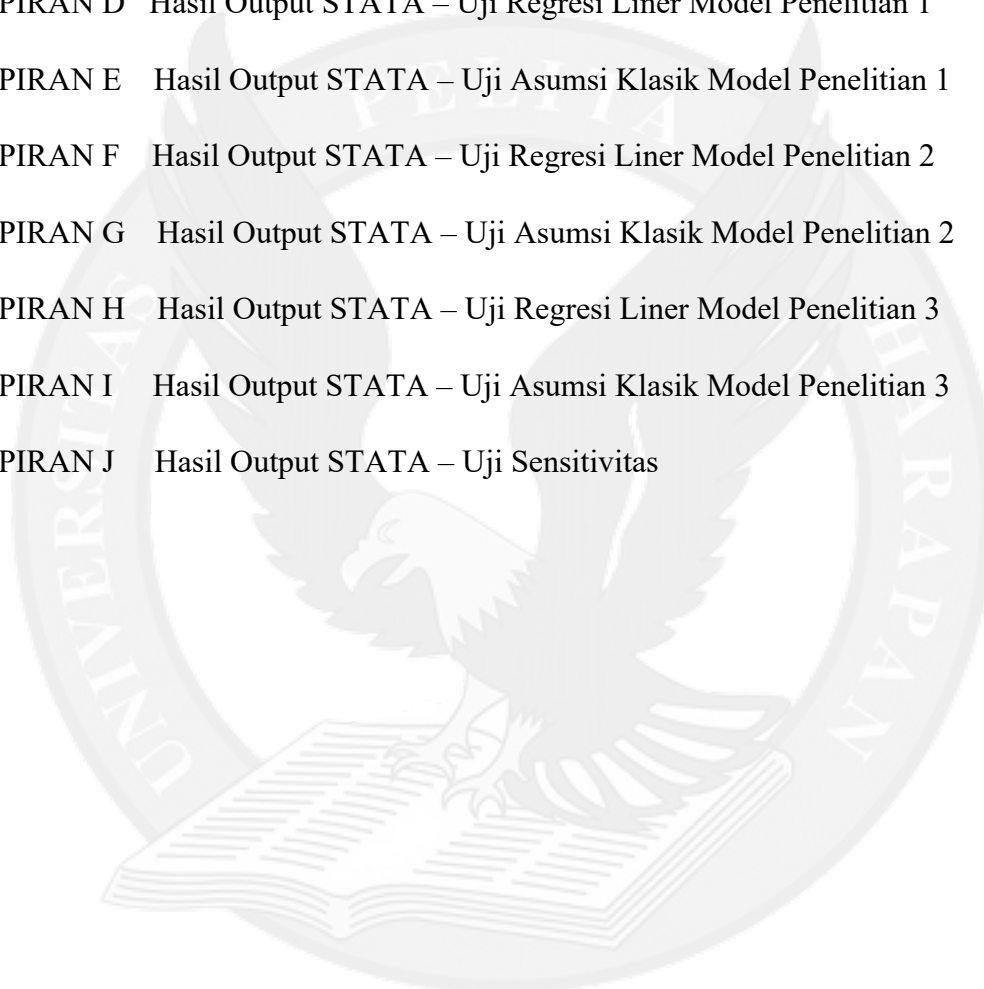 PIRAN D Hasil Output STATA – Uji Regresi Liner Model Penelitian 1
PIRAN E Hasil Output STATA – Uji Asumsi Klasik Model Penelitian 1
PIRAN F Hasil Output STATA – Uji Regresi Liner Model Penelitian 2
PIRAN G Hasil Output STATA – Uji Asumsi Klasik Model Penelitian 2
PIRAN H Hasil Output STATA – Uji Regresi Liner Model Penelitian 3
PIRAN I Hasil Output STATA – Uji Asumsi Klasik Model Penelitian 3
PIRAN J Hasil Output STATA – Uji Sensitivitas
UNIVERSITAS PELITA HARAPAN